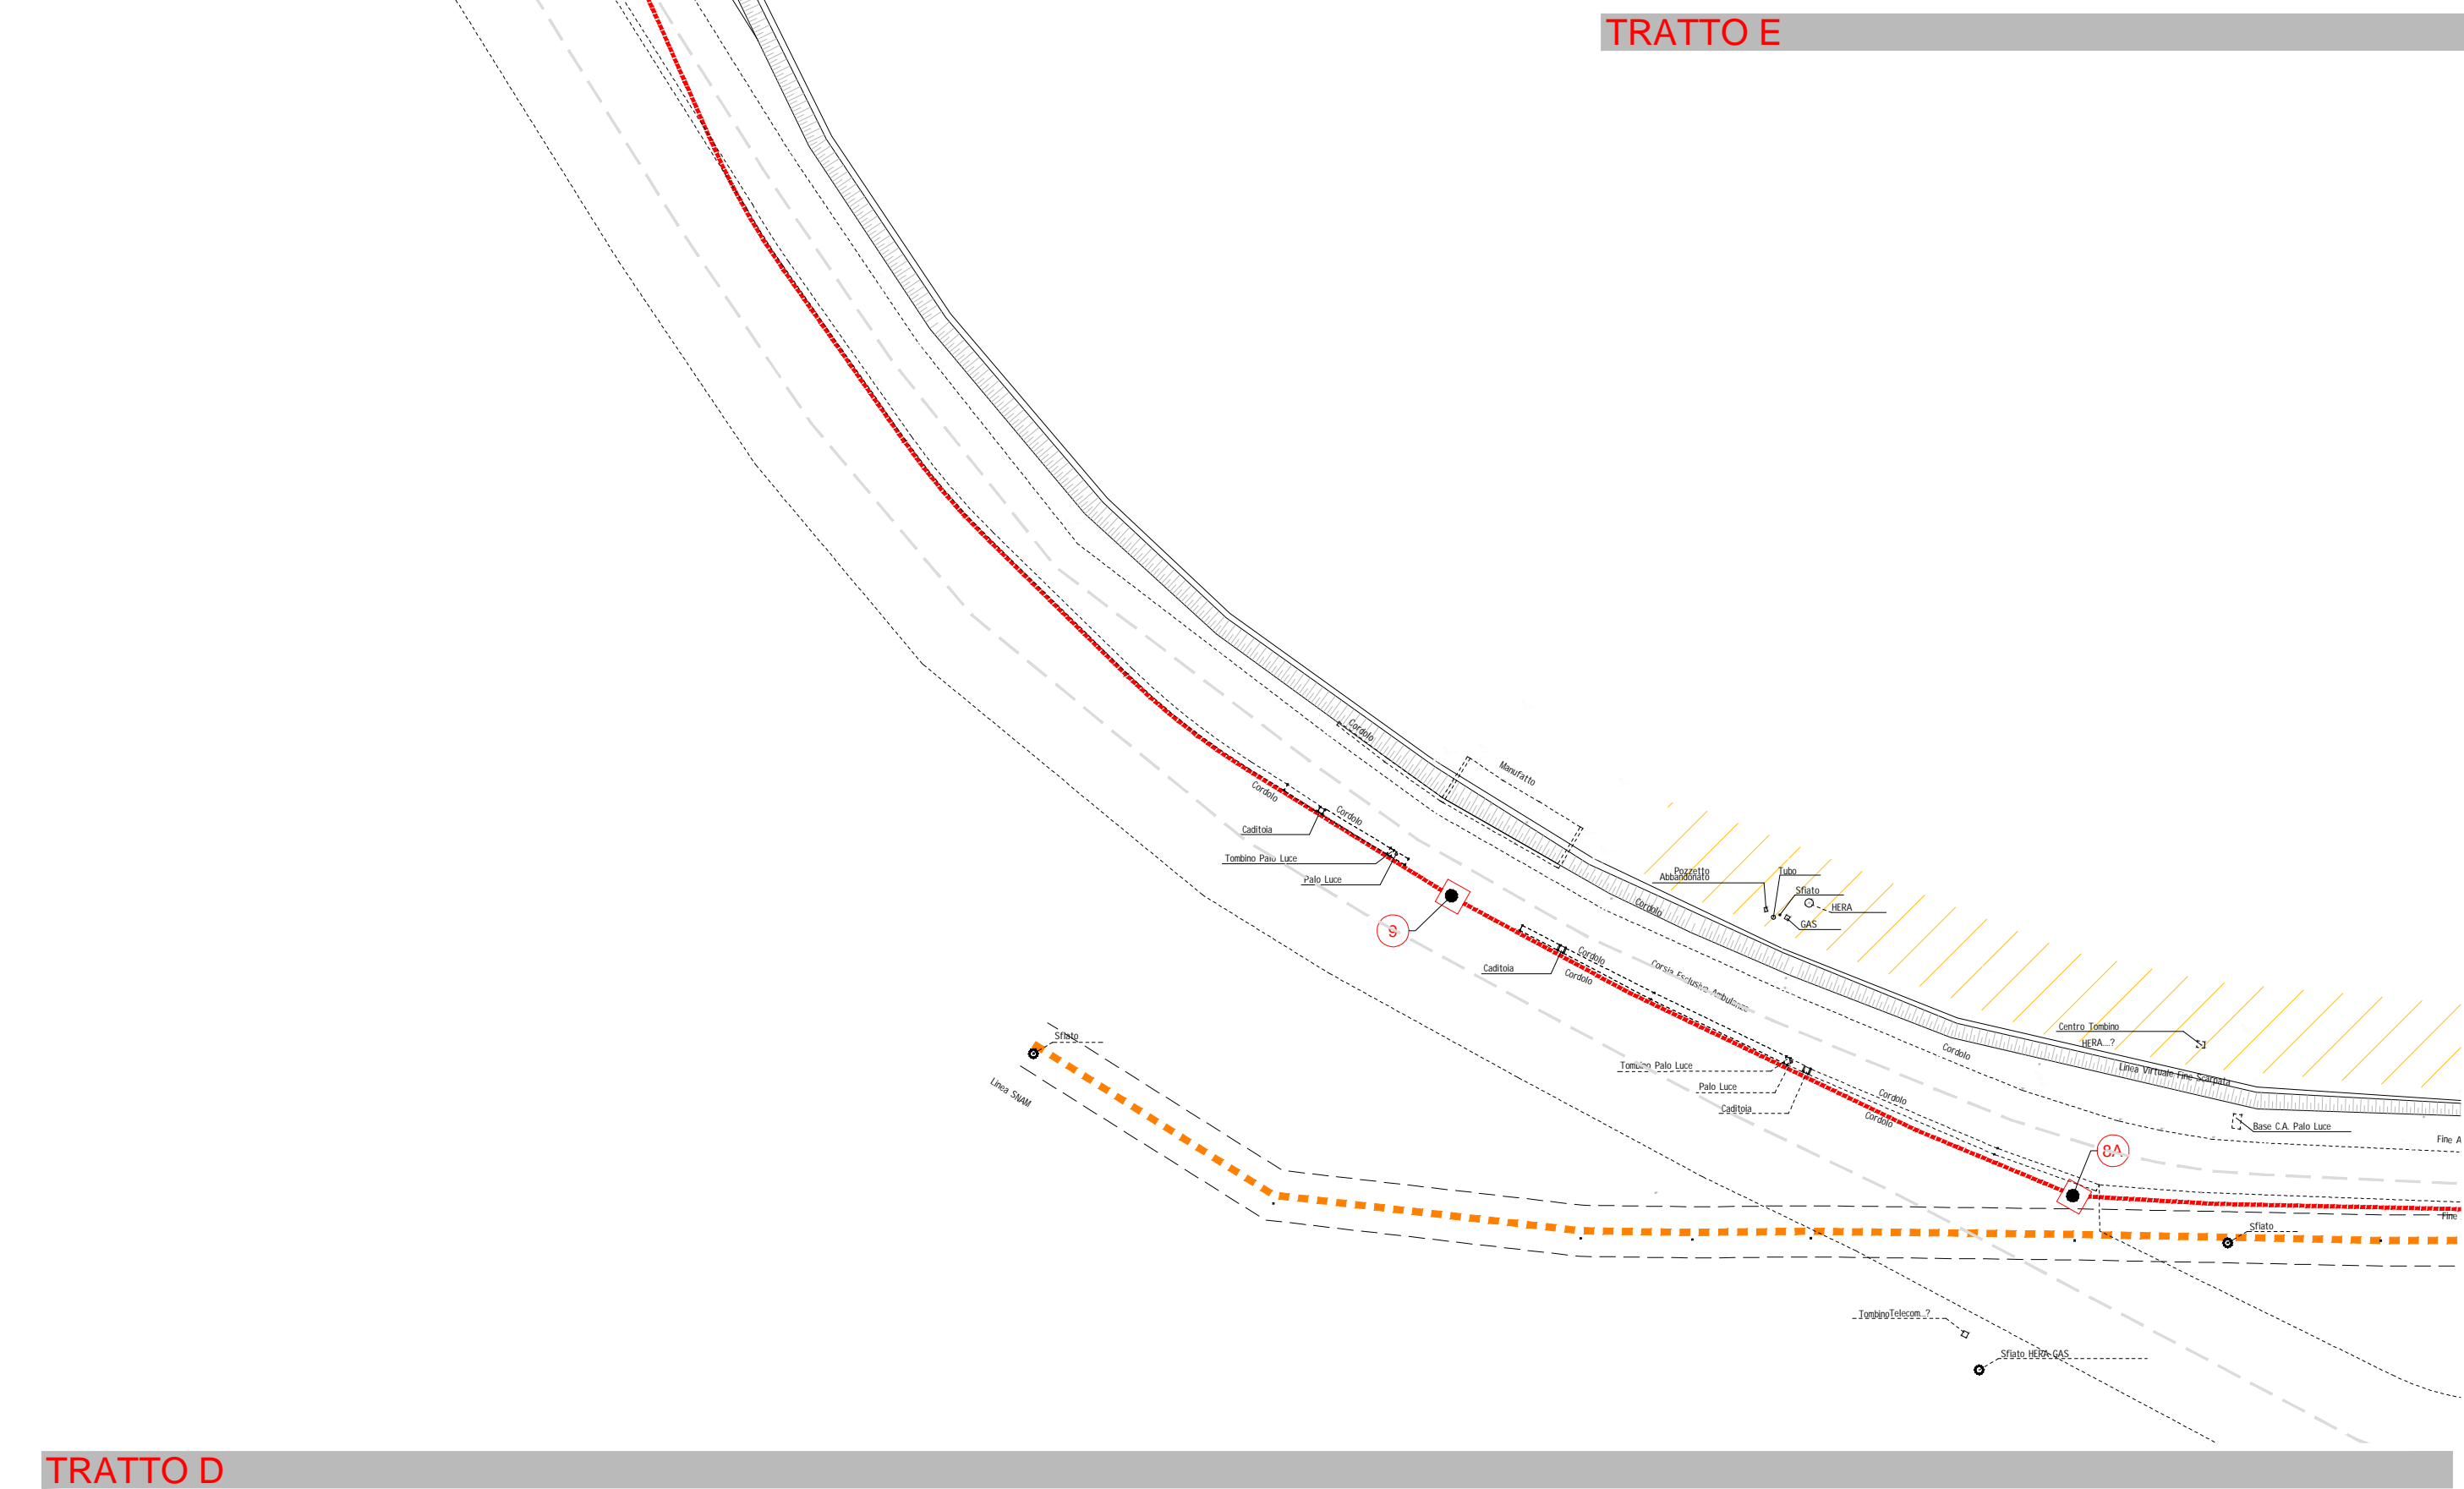 TRATTO E
Cordolo
Manufatto
Cordolo
Cordolo
Caditoia
Tombino Palo Luce
Palo Luce
Pozzetto
Abbandonato
Tubo
Sfiato
HERA
GAS
Cordolo
9
Cordolo
Caditoia
Cordolo
Corsia Esclusiva Ambulanze
Centro Tombino
HERA...?
Cordolo
Sfiato
Linea SNAM
Tombino Palo Luce
Linea Virtuale Fine Scarpata
Palo Luce
Cordolo
Caditoia
Cordolo
Base C.A. Palo Luce
Fine A
8A
Fine
Sfiato
TombinoTelecom...?
Sfiato HERA GAS
TRATTO D